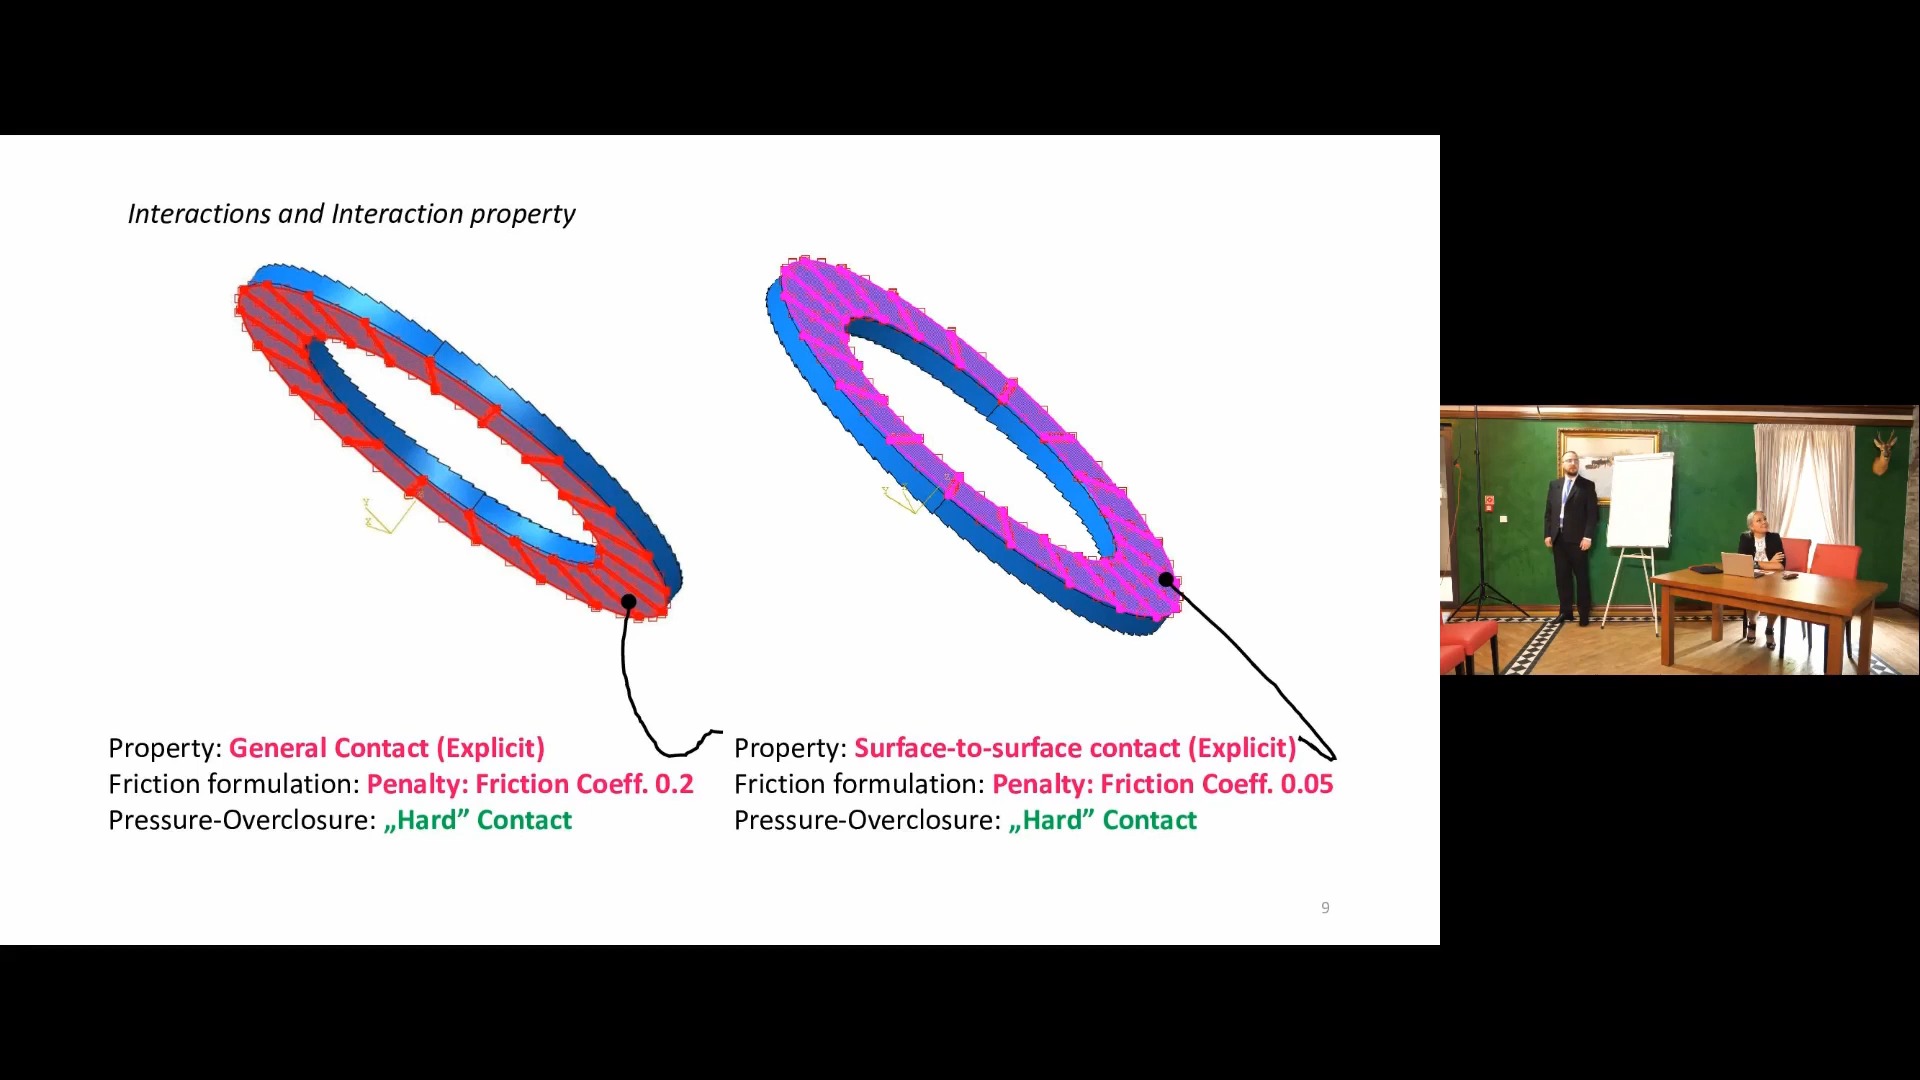 Interactions and Interaction property
Property: General Contact (Explicit)
Friction formulation: Penalty: Friction Coeff. 0.2
Pressure-Overclosure: „Hard” Contact
Property: Surface-to-surface contact (Explicit)
Friction formulation: Penalty: Friction Coeff. 0.05
Pressure-Overclosure: „Hard” Contact
9